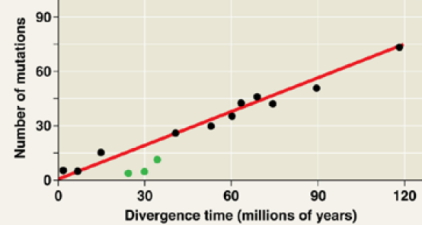 Number of mutations
90
60
30
0
0 30 60 90 120
Divergence time (millions of years)